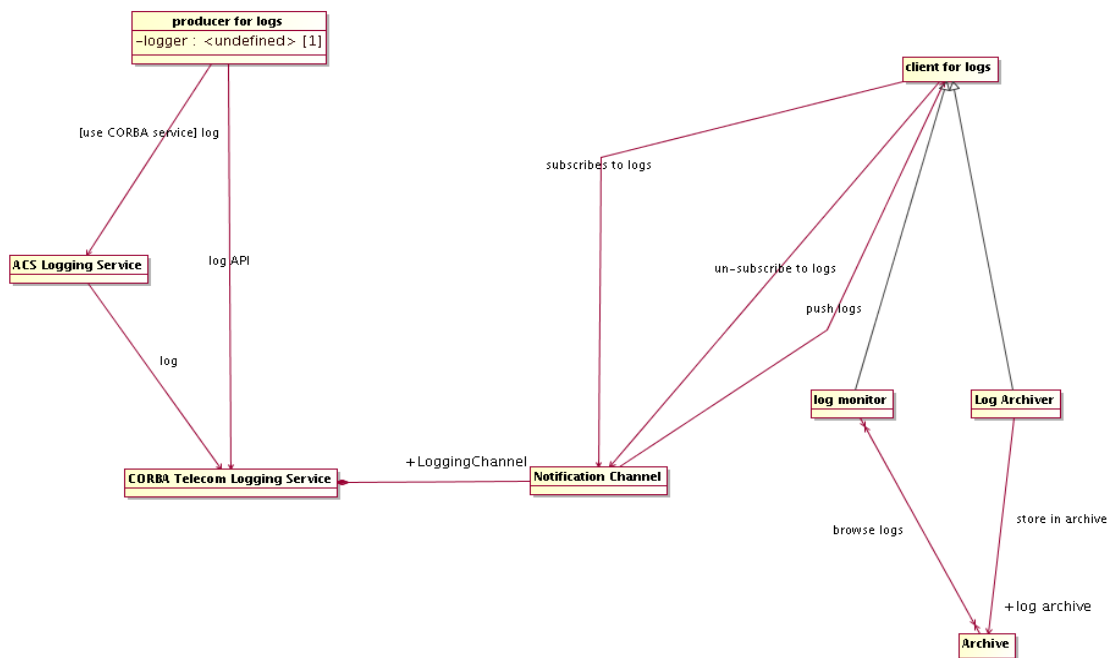 producer for logs
-logger : <undefined> [1]
client for logs
[use CORBA service] log
subscribes to logs
ACS Logging Service
log API
un-subscribe to logs
push logs
log
log monitor
Log Archiver
+LoggingChannel
CORBA Telecom Logging Service
Notification Channel
browse logs
store in archive
+log archive
Archive